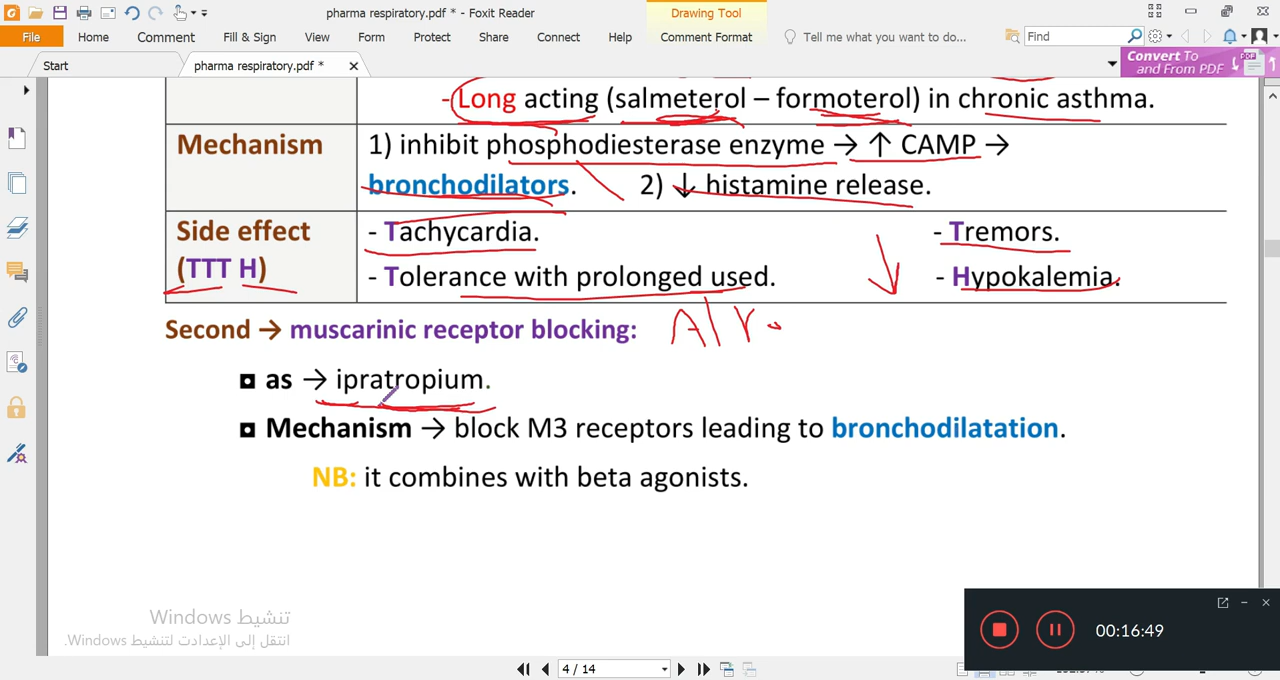 pharma respiratory.pdf * - Foxit Reader
Drawing Tool
File Home Comment Fill & Sign View Form Protect Share Connect Help Comment Format Tell me what you want to do... Find
Start pharma respiratory.pdf *
Convert To
and From PDF
PDF
-Long acting (salmeterol – formoterol) in chronic asthma.
Mechanism 1) inhibit phosphodiesterase enzyme → ↑ CAMP →
bronchodilators. 2) ↓ histamine release.
Side effect - Tachycardia. - Tremors.
(TTT H) - Tolerance with prolonged used. - Hypokalemia.
Second → muscarinic receptor blocking:
as → ipratropium.
Mechanism → block M3 receptors leading to bronchodilatation.
NB: it combines with beta agonists.
تنشيط Windows
انتقل إلى الإعدادت لتنشيط Windows.
00:16:49
4 / 14